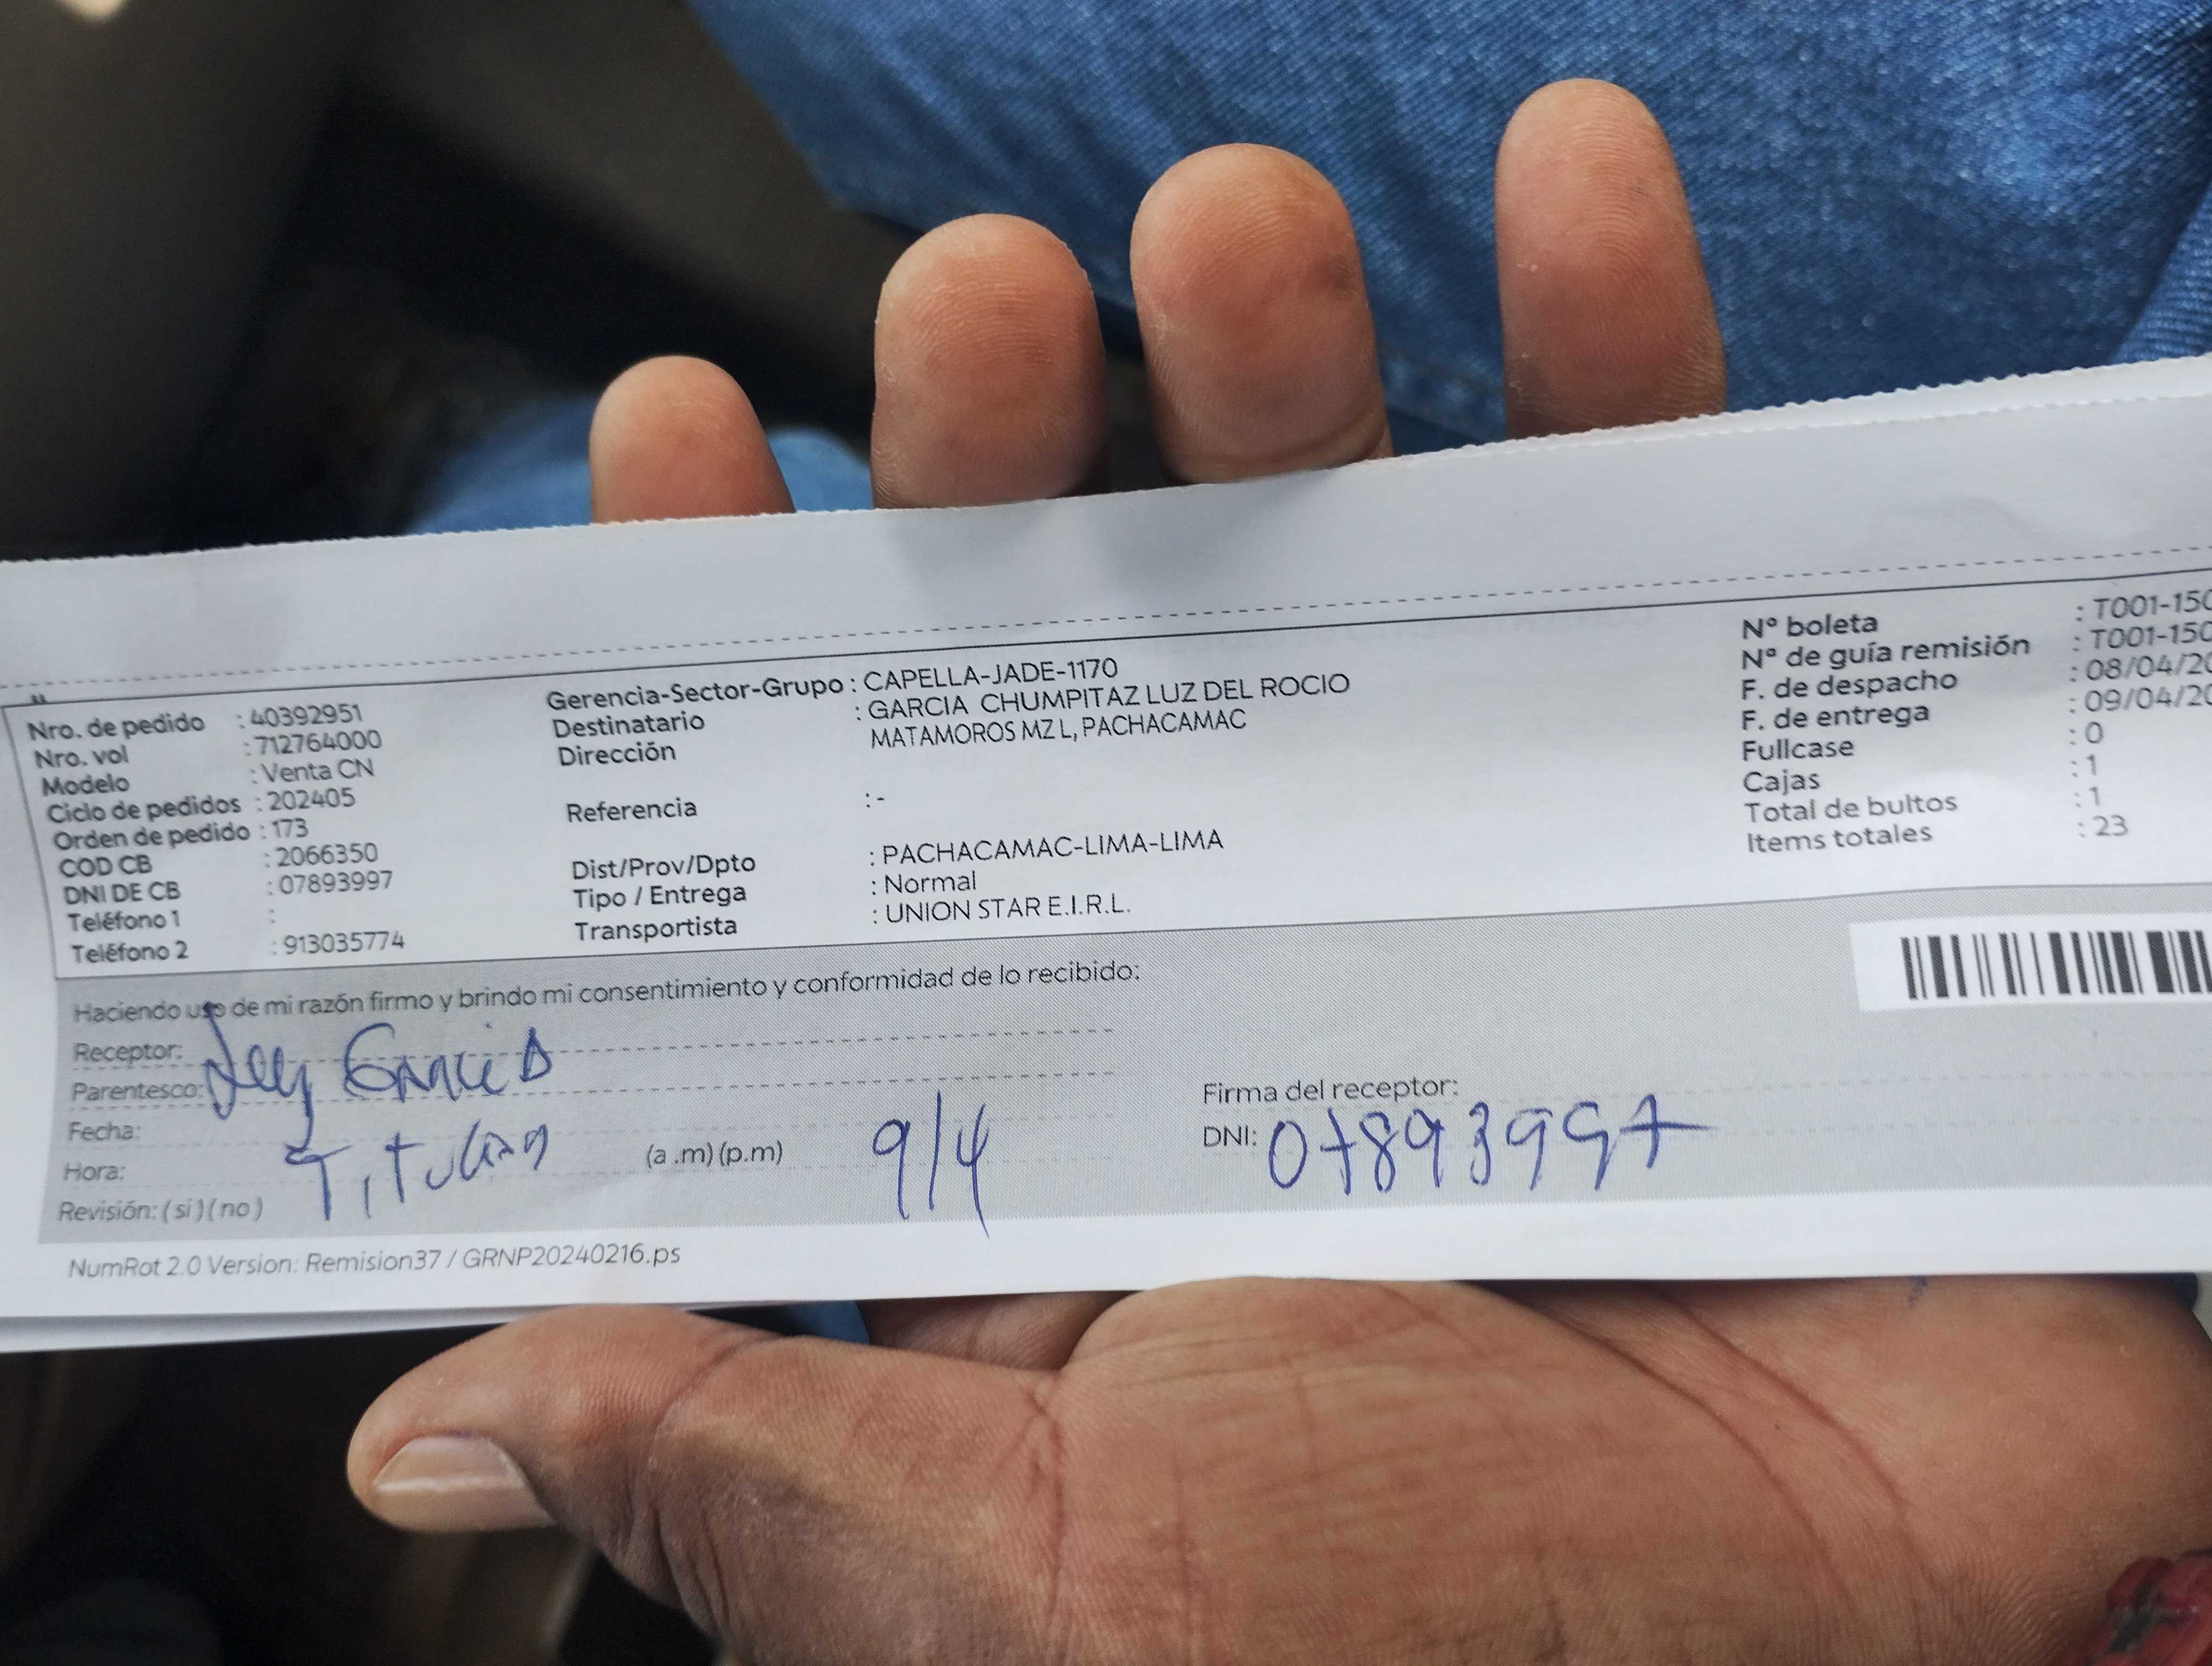 Nro. de pedido : 40392951
Nro. vol : 712764000
Modelo : Venta CN
Ciclo de pedidos : 202405
Orden de pedido : 173
COD CB : 2066350
DNI DE CB : 07893997
Teléfono 1 :
Teléfono 2 : 913035774
Gerencia-Sector-Grupo : CAPELLA-JADE-1170
Destinatario : GARCIA CHUMPITAZ LUZ DEL ROCIO
Dirección MATAMOROS MZ L, PACHACAMAC
Referencia : -
Dist/Prov/Dpto : PACHACAMAC-LIMA-LIMA
Tipo / Entrega : Normal
Transportista : UNION STAR E.I.R.L.
N° boleta : T001-150
N° de guía remisión : T001-150
F. de despacho : 08/04/20
F. de entrega : 09/04/20
Fullcase : 0
Cajas : 1
Total de bultos : 1
Items totales : 23
Haciendo uso de mi razón firmo y brindo mi consentimiento y conformidad de lo recibido:
Receptor: Garcia
Parentesco:
Fecha:
Titular (a .m) (p.m) 9/4
Hora:
Revisión: ( si ) ( no )
Firma del receptor:
DNI: 07893997
NumRot 2.0 Version: Remision37 / GRNP20240216.ps